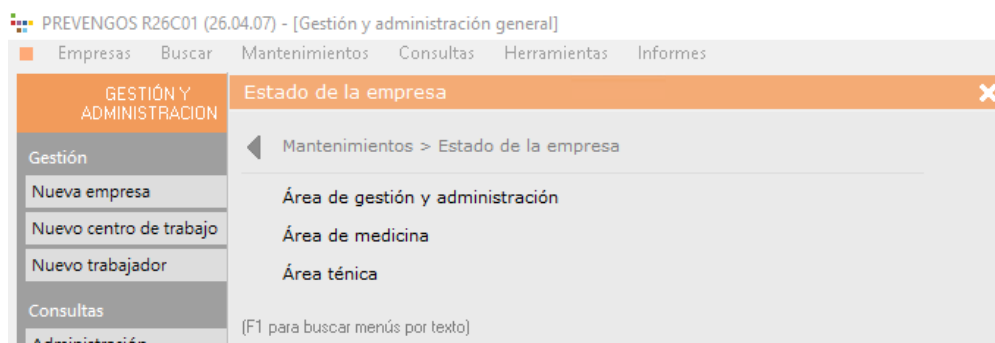 PREVENGOS R26C01 (26.04.07) - [Gestión y administración general]
Empresas Buscar Mantenimientos Consultas Herramientas Informes
GESTIÓN Y
ADMINISTRACION
Estado de la empresa
Mantenimientos > Estado de la empresa
Gestión
Nueva empresa
Nuevo centro de trabajo
Nuevo trabajador
Consultas
Administración
Área de gestión y administración
Área de medicina
Área ténica
(F1 para buscar menús por texto)